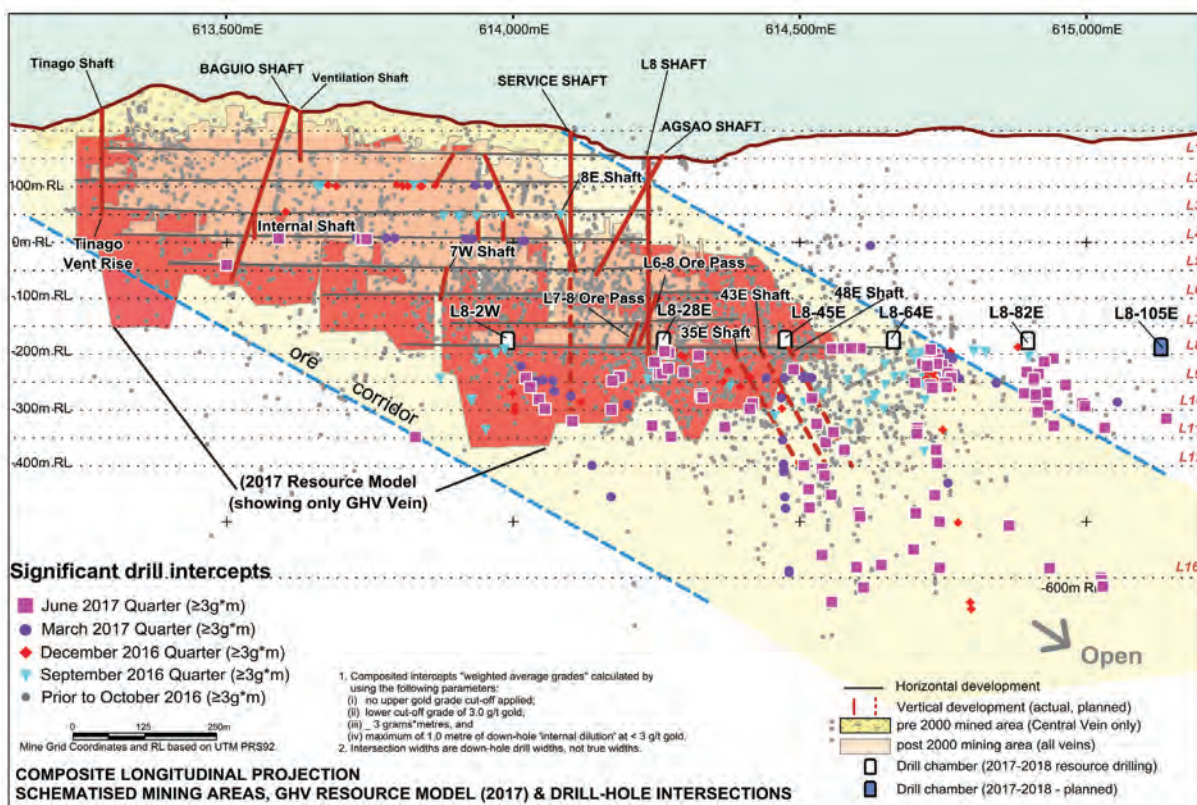 613,500mE
614,000mE
614,500mE
615,000mE
Tinago Shaft
BAGUIO SHAFT
Ventilation Shaft
SERVICE SHAFT
L8 SHAFT
AGSAO SHAFT
100m RL
0m RL
-100m RL
-200m RL
-300m RL
-400m RL
-600m RL
8E Shaft
Internal Shaft
Tinago
Vent Rise
7W Shaft
L6-8 Ore Pass
L7-8 Ore Pass
43E Shaft
48E Shaft
L8-2W
L8-28E
35E Shaft
L8-45E
L8-64E
L8-82E
L8-105E
L8
L16
ore corridor
(2017 Resource Model
(showing only GHV Vein)
Open
Significant drill intercepts
June 2017 Quarter (≥3g*m)
March 2017 Quarter (≥3g*m)
December 2016 Quarter (≥3g*m)
September 2016 Quarter (≥3g*m)
Prior to October 2016 (≥3g*m)
0 125 250m
Mine Grid Coordinates and RL based on UTM PRS92.
1. Composited intercepts "weighted average grades" calculated by
using the following parameters:
(i) no upper gold grade cut-off applied;
(ii) lower cut-off grade of 3.0 g/t gold,
(iii) _ 3 grams*metres, and
(iv) maximum of 1.0 metre of down-hole 'internal dilution' at < 3 g/t gold.
2. Intersection widths are down-hole drill widths, not true widths.
Horizontal development
Vertical development (actual, planned)
pre 2000 mined area (Central Vein only)
post 2000 mining area (all veins)
Drill chamber (2017-2018 resource drilling)
Drill chamber (2017-2018 - planned)
COMPOSITE LONGITUDINAL PROJECTION
SCHEMATISED MINING AREAS, GHV RESOURCE MODEL (2017) & DRILL-HOLE INTERSECTIONS